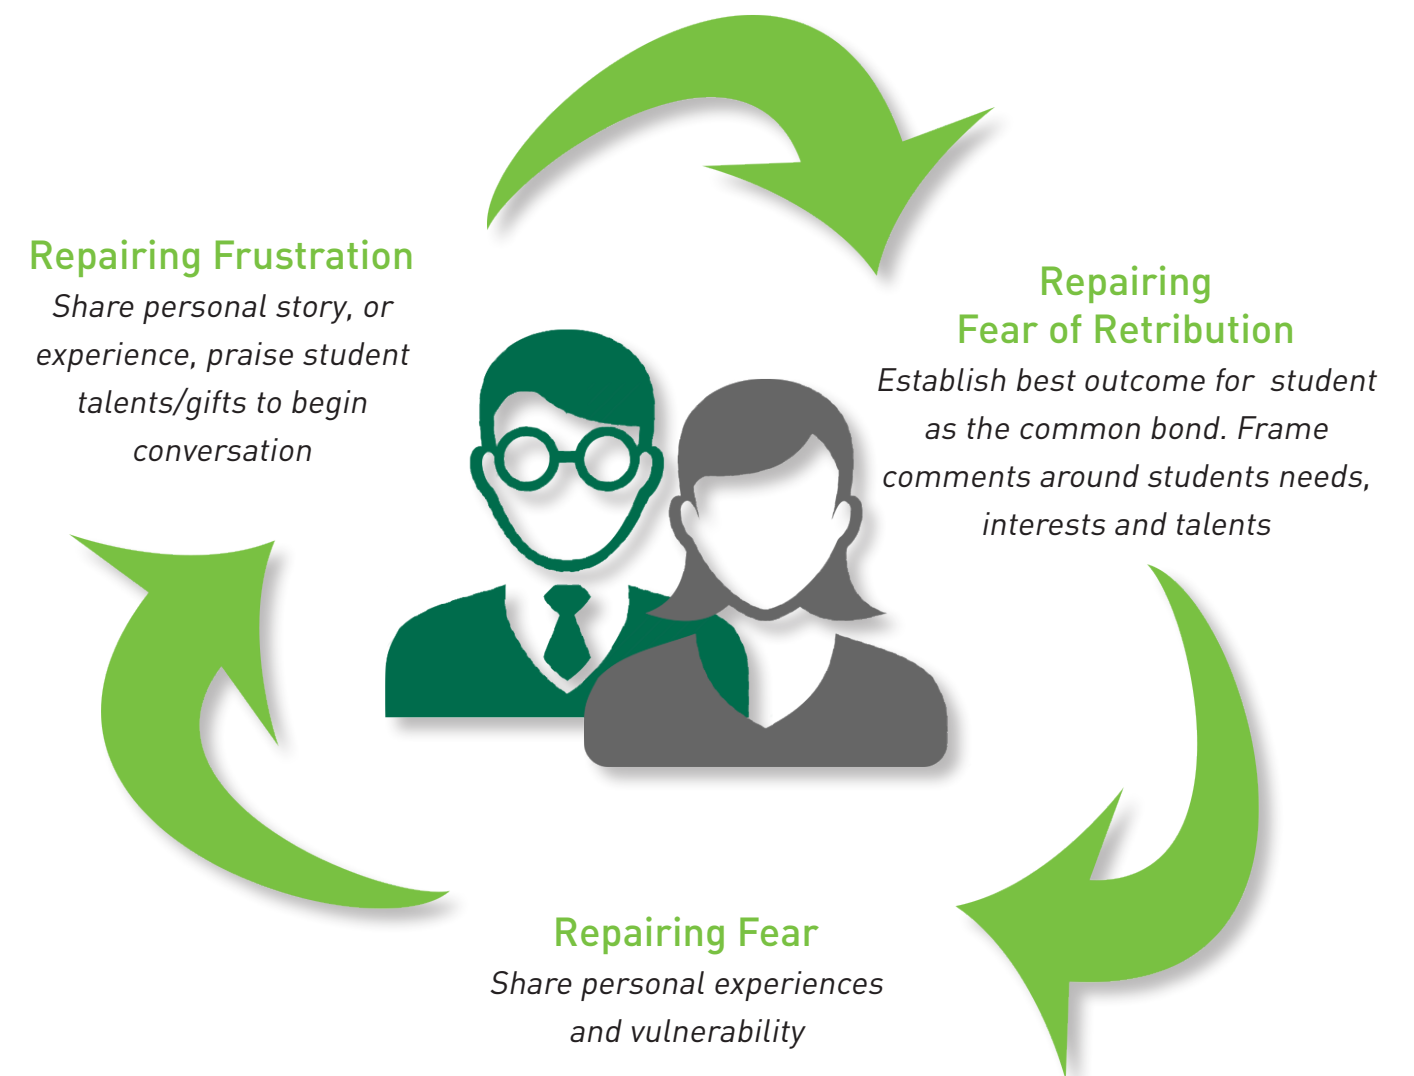 Repairing Frustration
Share personal story, or
experience, praise student
talents/gifts to begin
conversation
Repairing
Fear of Retribution
Establish best outcome for  student
as the common bond. Frame
comments around students needs,
interests and talents
Repairing Fear
Share personal experiences
and vulnerability